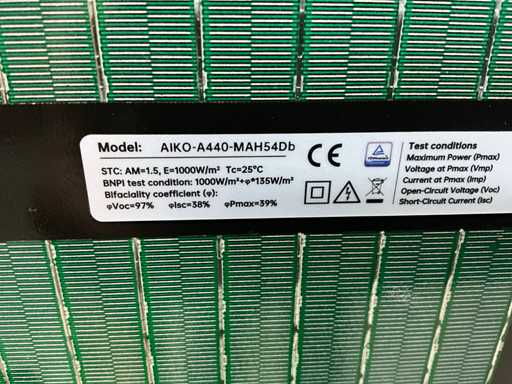 Model: AIKO-A440-MAH54Db
STC: AM=1.5, E=1000W/m² Tc=25°C
BNPI test condition: 1000W/m²+φ*135W/m²
Bifaciality coefficient (φ):
φVoc=97% φIsc=38% φPmax=39%
CE
Test conditions
Maximum Power (Pmax)
Voltage at Pmax (Vmp)
Current at Pmax (Imp)
Open-Circuit Voltage (Voc)
Short-Circuit Current (Isc)